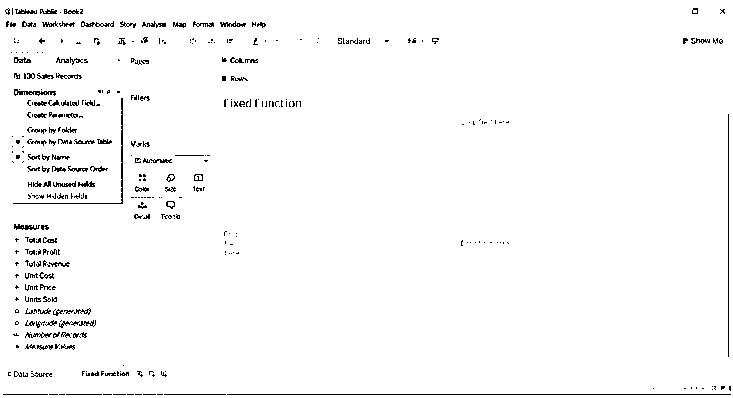 Tableau Public - Book2
File Data Worksheet Dashboard Story Analysis Map Format Window Help
Standard
Show Me
Data Analytics
Pages
Columns
100 Sales Records
Rows
Dimensions
Filters
Fixed Function
Create Calculated Field...
Create Parameter...
Group by Folder
Group by Data Source Table
Sort by Name
Sort by Data Source Order
Hide All Unused Fields
Show Hidden Fields
Marks
Automatic
Color Size Text
Detail Tooltip
Measures
Total Cost
Total Profit
Total Revenue
Unit Cost
Unit Price
Units Sold
Latitude (generated)
Longitude (generated)
Number of Records
Measure Values
Data Source Fixed Function